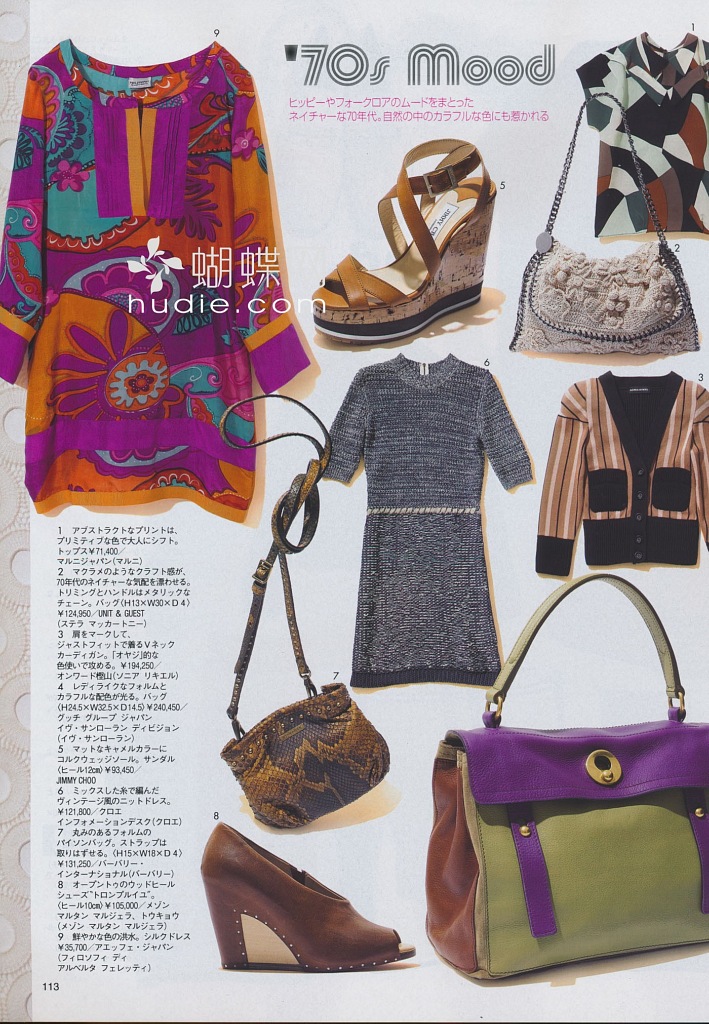 '70s Mood
ヒッピーやフォークロアのムードをまとった
ネイチャーな70年代。自然の中のカラフルな色にも惹かれる
9
1
5
2
蝴蝶
hudie.com
6
3
1 アブストラクトなプリントは、
プリミティブな色で大人にシフト。
トップス¥71,400/
マルニジャパン(マルニ)
2 マクラメのようなクラフト感が、
70年代のネイチャーな気配を漂わせる。
トリミングとハンドルはメタリックな
チェーン。バッグ〈H13×W30×D4〉
¥124,950/UNIT & GUEST
(ステラ マッカートニー)
3 肩をマークして、
ジャストフィットで着るVネック
カーディガン。「オヤジ」的な
色使いで攻める。¥194,250/
オンワード樫山(ソニア リキエル)
4 レディライクなフォルムと
カラフルな配色が光る。バッグ
〈H24.5×W32.5×D14.5〉¥240,450/
グッチ グループ ジャパン
イヴ・サンローラン ディビジョン
(イヴ・サンローラン)
5 マットなキャメルカラーに
コルクウェッジソール。サンダル
〈ヒール12cm〉¥93,450/
JIMMY CHOO
6 ミックスした糸で編んだ
ヴィンテージ風のニットドレス。
¥121,800/クロエ
インフォメーションデスク(クロエ)
7 丸みのあるフォルムの
パイソンバッグ。ストラップは
取りはずせる。〈H15×W18×D4〉
¥131,250/バーバリー・
インターナショナル(バーバリー)
8 オープントゥのウッドヒール
シューズ"トロンプルイユ"。
〈ヒール10cm〉¥105,000/メゾン
マルタン マルジェラ、トウキョウ
(メゾン マルタン マルジェラ)
9 鮮やかな色の洪水。シルクドレス
¥35,700/アエッフェ・ジャパン
(フィロソフィ ディ
アルベルタ フェレッティ)
7
8
113